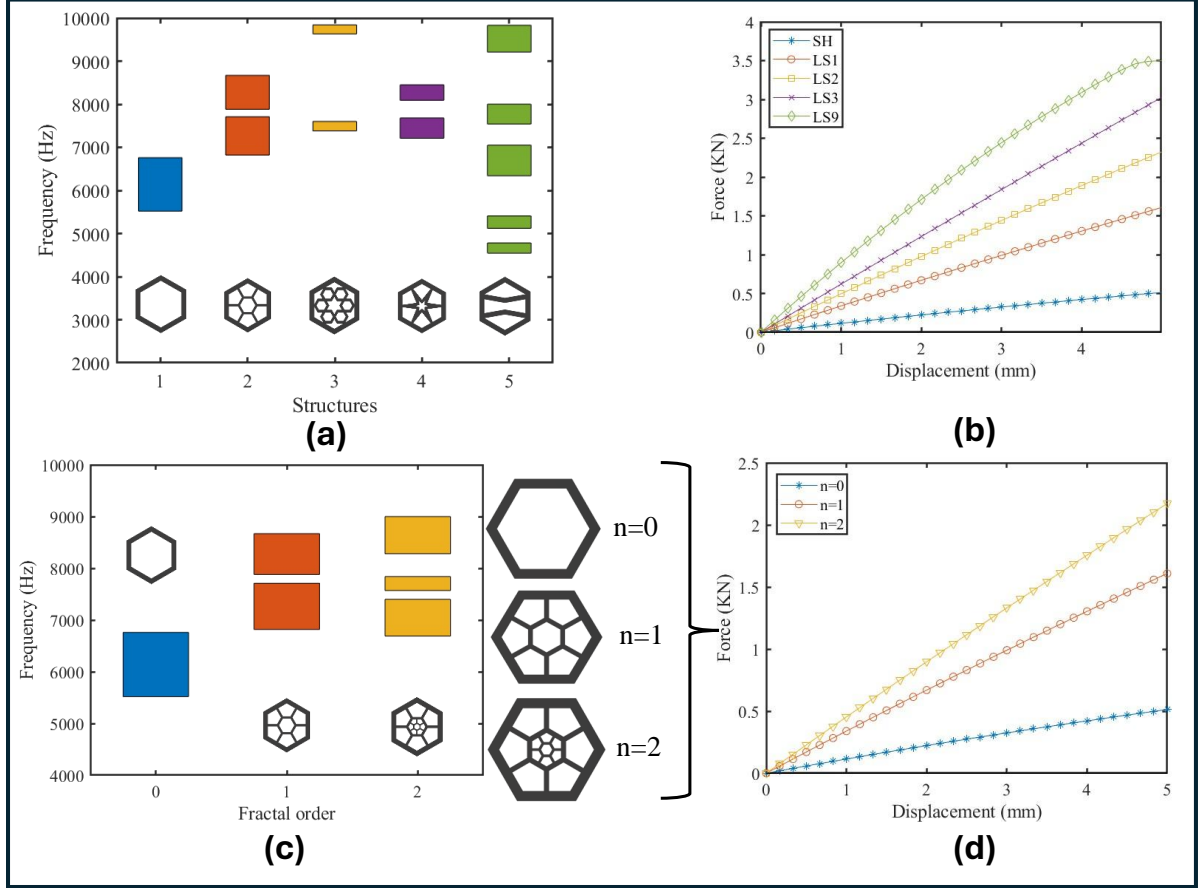 10000
9000
8000
7000
6000
5000
4000
3000
2000
Frequency (Hz)
1 2 3 4 5
Structures
(a)
4
3.5
3
2.5
2
1.5
1
0.5
0
Force (KN)
SH
LS1
LS2
LS3
LS9
0 1 2 3 4
Displacement (mm)
(b)
10000
9000
8000
7000
6000
5000
4000
Frequency (Hz)
0 1 2
Fractal order
(c)
n=0
n=1
n=2
2.5
2
1.5
1
0.5
0
Force (KN)
n=0
n=1
n=2
0 1 2 3 4 5
Displacement (mm)
(d)